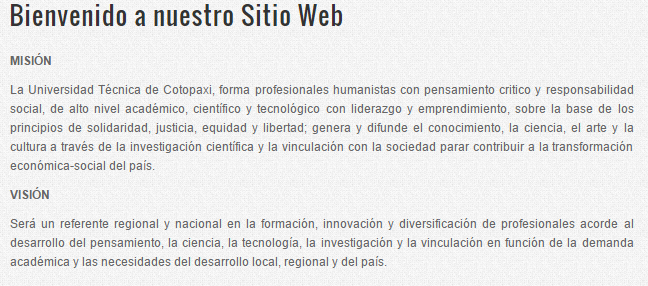 Bienvenido a nuestro Sitio Web
MISIÓN
La Universidad Técnica de Cotopaxi, forma profesionales humanistas con pensamiento critico y responsabilidad
social, de alto nivel académico, científico y tecnológico con liderazgo y emprendimiento, sobre la base de los
principios de solidaridad, justicia, equidad y libertad; genera y difunde el conocimiento, la ciencia, el arte y la
cultura a través de la investigación científica y la vinculación con la sociedad parar contribuir a la transformación
económica-social del país.
VISIÓN
Será un referente regional y nacional en la formación, innovación y diversificación de profesionales acorde al
desarrollo del pensamiento, la ciencia, la tecnología, la investigación y la vinculación en función de la demanda
académica y las necesidades del desarrollo local, regional y del país.